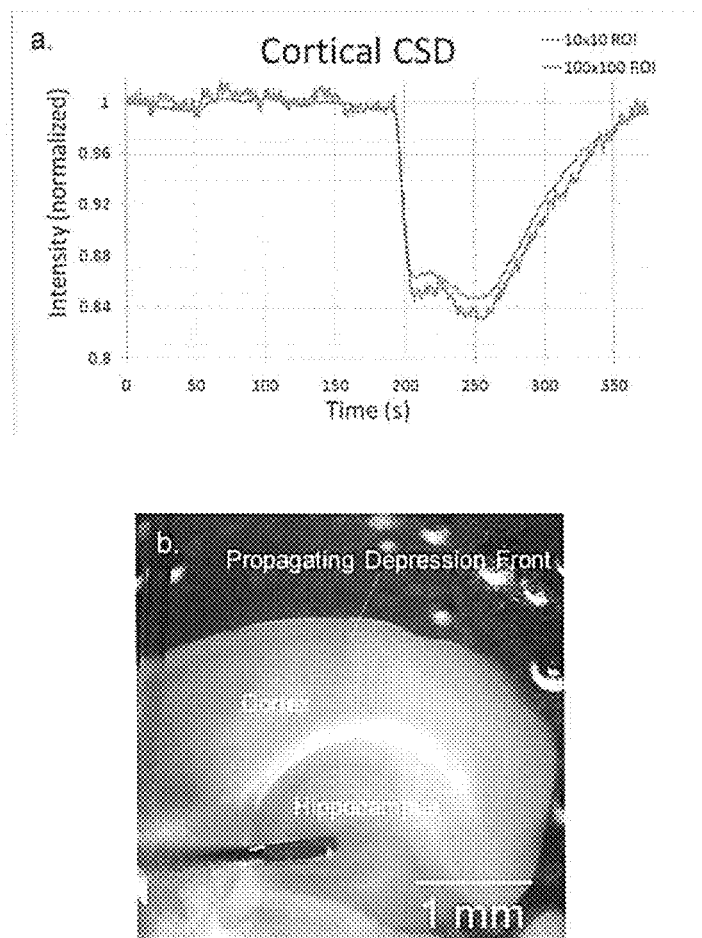 a.
Cortical CSD
10x10 ROI
100x100 ROI
Intensity (normalized)
1
0.96
0.92
0.88
0.84
0.8
0 50 100 150 200 250 300 350
Time (s)
b.
Propagating Depression Front
Cortex
Hippocampus
1 mm